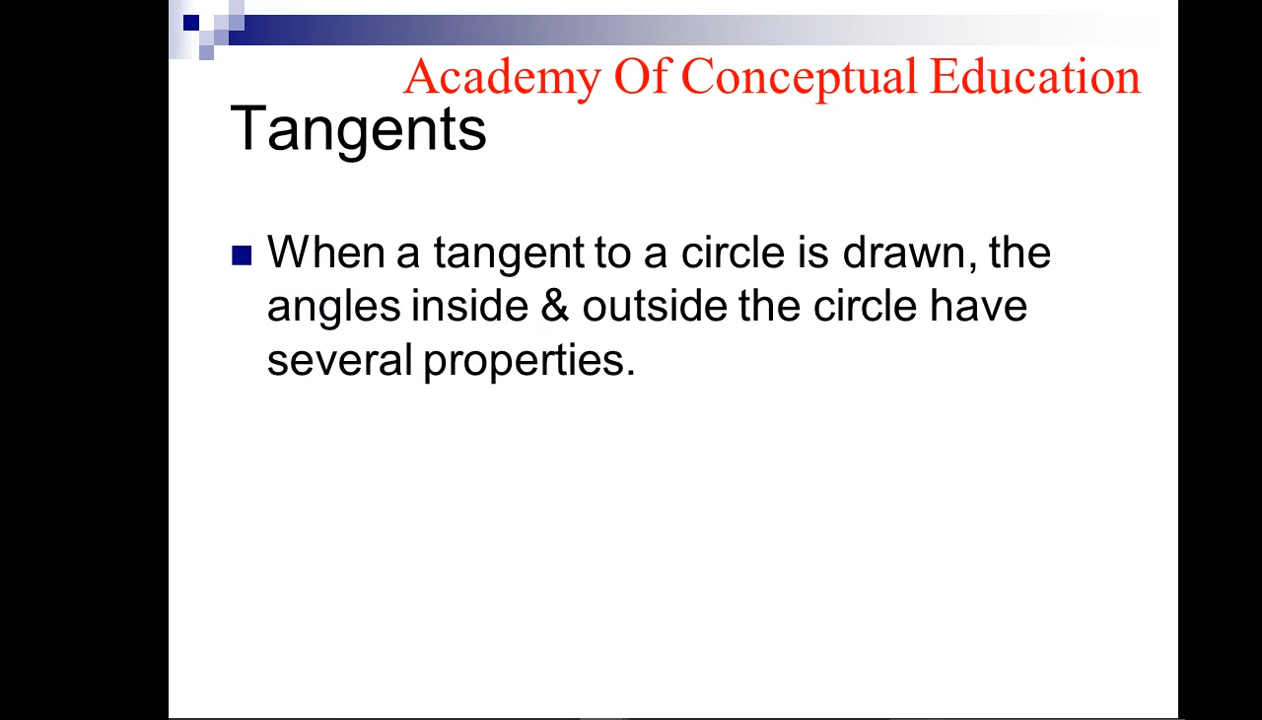 Academy Of Conceptual Education
Tangents
When a tangent to a circle is drawn, the
angles inside & outside the circle have
several properties.